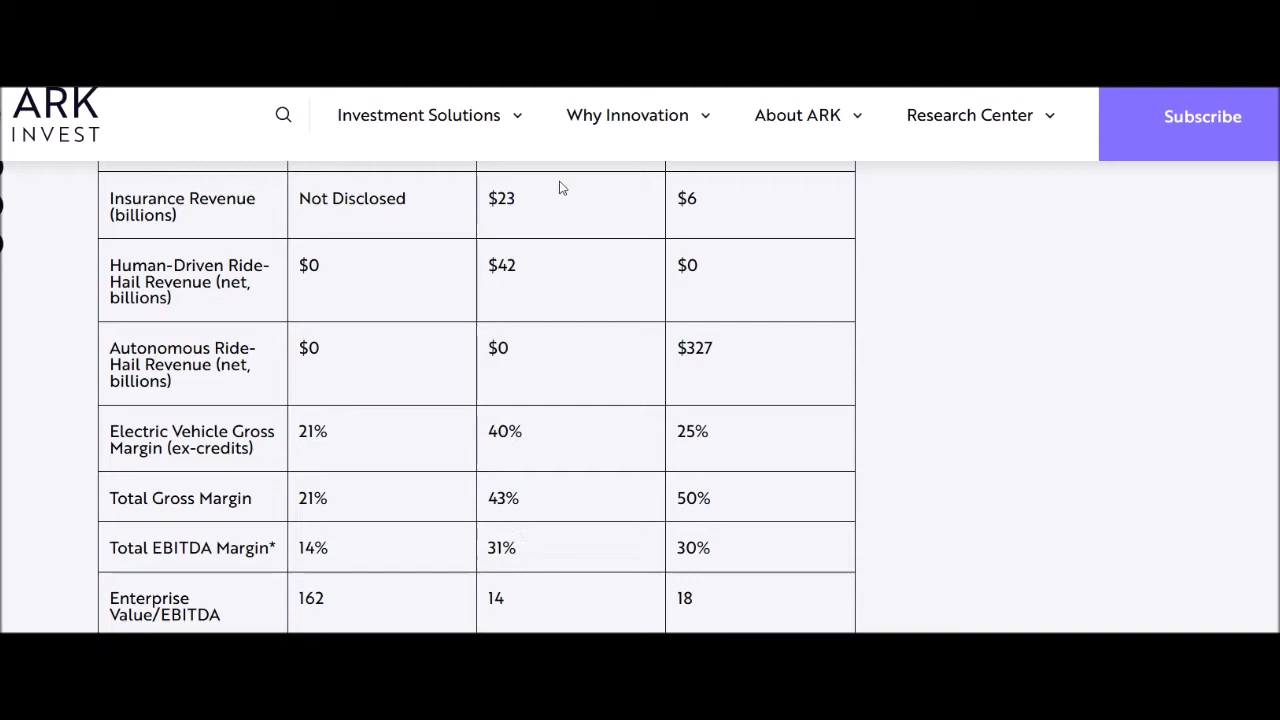 ARK
INVEST
Investment Solutions
Why Innovation
About ARK
Research Center
Subscribe
Insurance Revenue
(billions)
Not Disclosed
$23
$6
Human-Driven Ride-
Hail Revenue (net,
billions)
$0
$42
$0
Autonomous Ride-
Hail Revenue (net,
billions)
$0
$0
$327
Electric Vehicle Gross
Margin (ex-credits)
21%
40%
25%
Total Gross Margin
21%
43%
50%
Total EBITDA Margin*
14%
31%
30%
Enterprise
Value/EBITDA
162
14
18